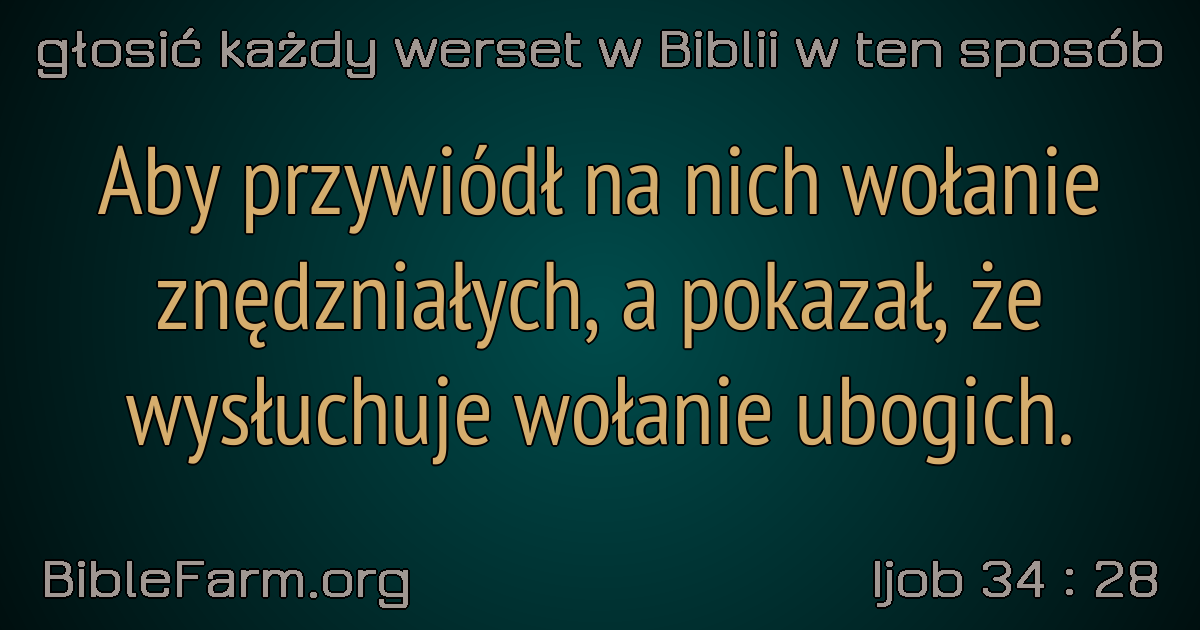 głosić każdy werset w Biblii w ten sposób
Aby przywiódł na nich wołanie
znędzniałych, a pokazał, że
wysłuchuje wołanie ubogich.
BibleFarm.org
Ijob 34 : 28